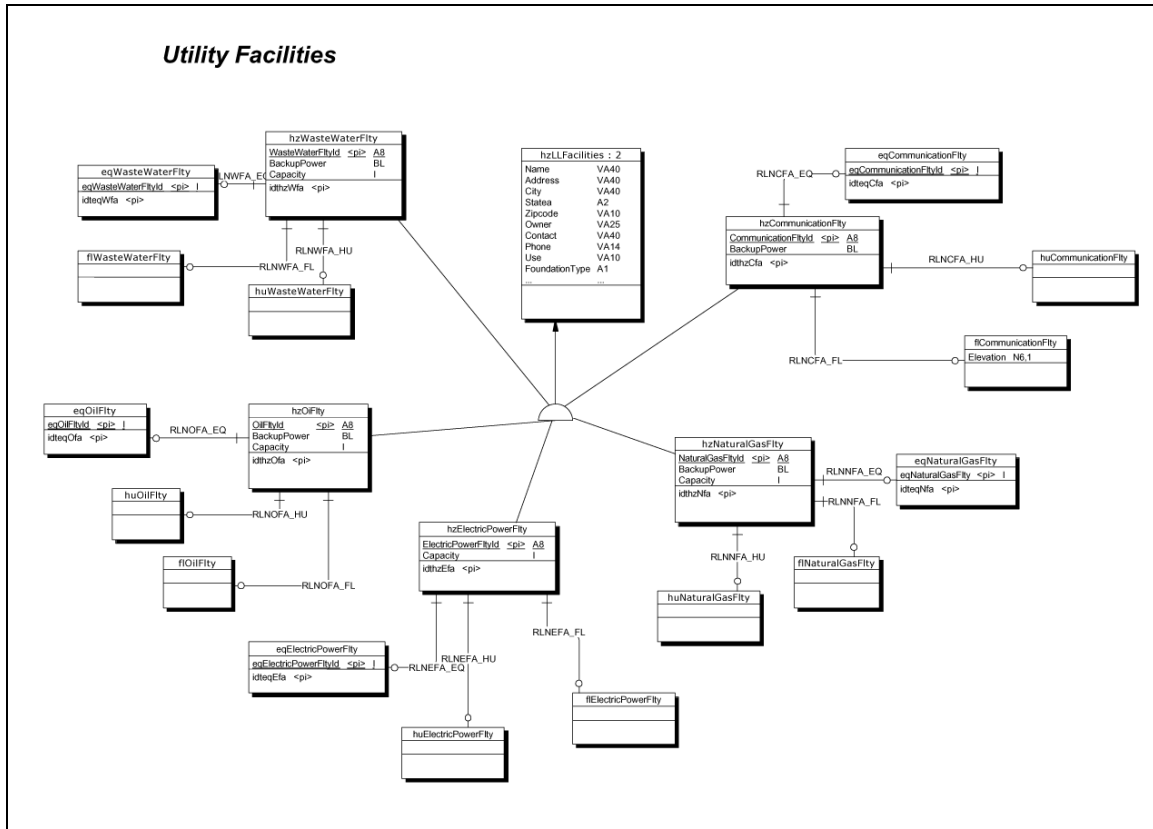 Utility Facilities
hzWasteWaterFlty
WasteWaterFltyId <pi> A8
BackupPower BL
Capacity I
idthzWfa <pi>
eqWasteWaterFlty
eqWasteWaterFltyId <pi> I
idteqWfa <pi>
RLNWFA_EQ
flWasteWaterFlty
RLNWFA_FL
RLNWFA_HU
huWasteWaterFlty
hzLLFacilities : 2
Name VA40
Address VA40
City VA40
Statea A2
Zipcode VA10
Owner VA25
Contact VA40
Phone VA14
Use VA10
FoundationType A1
... ...
eqCommunicationFlty
eqCommunicationFltyId <pi> I
idteqCfa <pi>
RLNCFA_EQ
hzCommunicationFlty
CommunicationFltyId <pi> A8
BackupPower BL
idthzCfa <pi>
RLNCFA_HU
huCommunicationFlty
RLNCFA_FL
flCommunicationFlty
Elevation N6,1
eqOilFlty
eqOilFltyId <pi> I
idteqOfa <pi>
RLNOFA_EQ
hzOilFlty
OilFltyId <pi> A8
BackupPower BL
Capacity I
idthzOfa <pi>
huOilFlty
RLNOFA_HU
flOilFlty
RLNOFA_FL
hzNaturalGasFlty
NaturalGasFltyId <pi> A8
BackupPower BL
Capacity I
idthzNfa <pi>
RLNNFA_EQ
eqNaturalGasFlty
eqNaturalGasFlty <pi> I
idteqNfa <pi>
RLNNFA_FL
flNaturalGasFlty
RLNNFA_HU
huNaturalGasFlty
hzElectricPowerFlty
ElectricPowerFltyId <pi> A8
Capacity I
idthzEfa <pi>
eqElectricPowerFlty
eqElectricPowerFltyId <pi> I
idteqEfa <pi>
RLNEFA_EQ
RLNEFA_HU
RLNEFA_FL
huElectricPowerFlty
flElectricPowerFlty